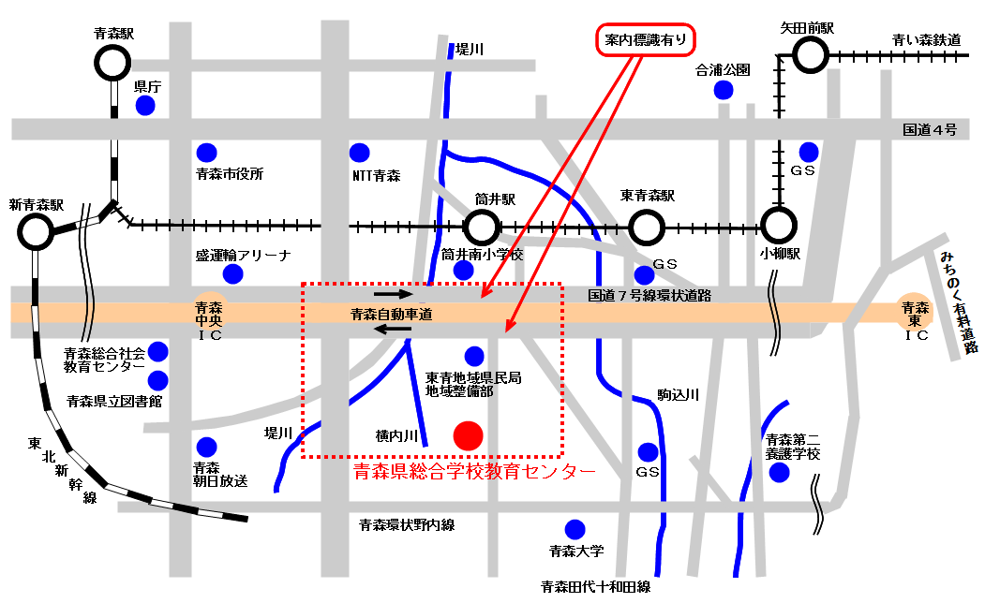 青森駅
堤川
案内標識有り
矢田前駅
青い森鉄道
合浦公園
県庁
国道４号
青森市役所
NTT青森
ＧＳ
新青森駅
筒井駅
東青森駅
小柳駅
盛運輸アリーナ
筒井南小学校
ＧＳ
みちのく有料道路
国道７号線環状道路
青森
中央
ＩＣ
青森自動車道
青森
東
ＩＣ
青森総合社会
教育センター
青森県立図書館
東青地域県民局
地域整備部
駒込川
堤川
横内川
青森第二
養護学校
東北新幹線
青森
朝日放送
青森県総合学校教育センター
ＧＳ
青森環状野内線
青森大学
青森田代十和田線